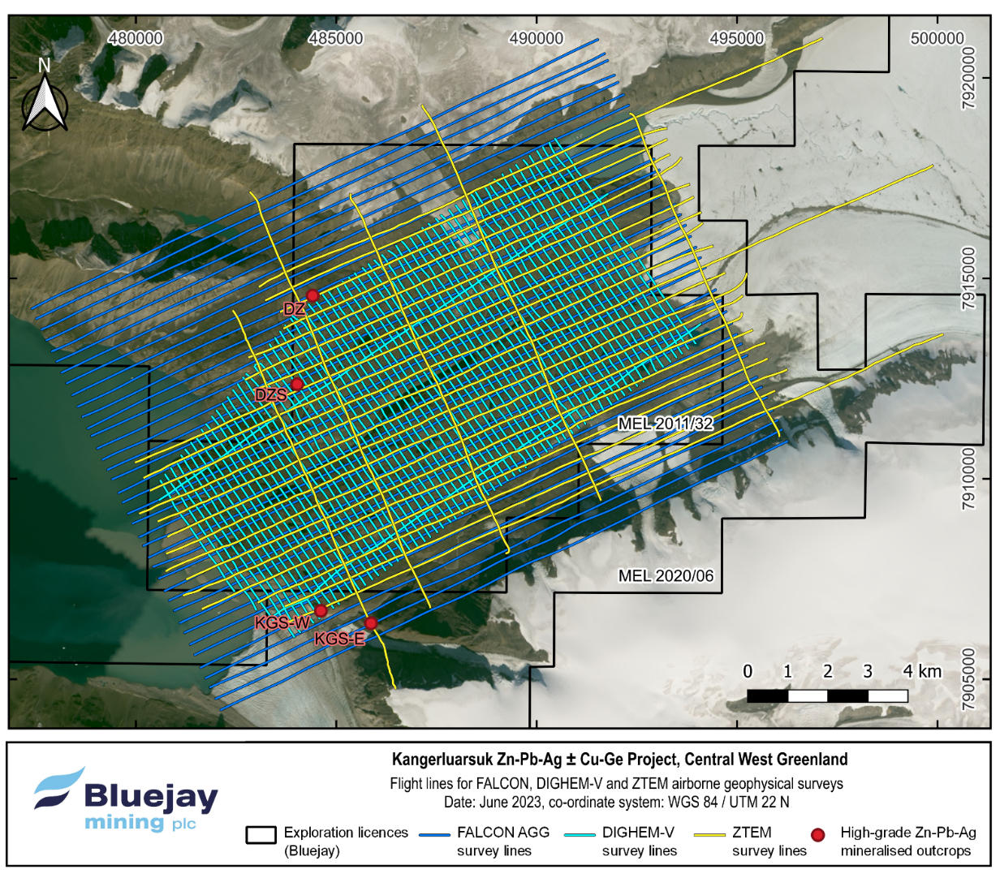 480000
485000
490000
495000
500000
N
7920000
7915000
DZ
DZS
MEL 2011/32
7910000
MEL 2020/06
KGS-W
KGS-E
0 1 2 3 4 km
7905000
Kangerluarsuk Zn-Pb-Ag ± Cu-Ge Project, Central West Greenland
Flight lines for FALCON, DIGHEM-V and ZTEM airborne geophysical surveys
Date: June 2023, co-ordinate system: WGS 84 / UTM 22 N
Bluejay
mining plc
Exploration licences
(Bluejay)
FALCON AGG
survey lines
DIGHEM-V
survey lines
ZTEM
survey lines
High-grade Zn-Pb-Ag
mineralised outcrops